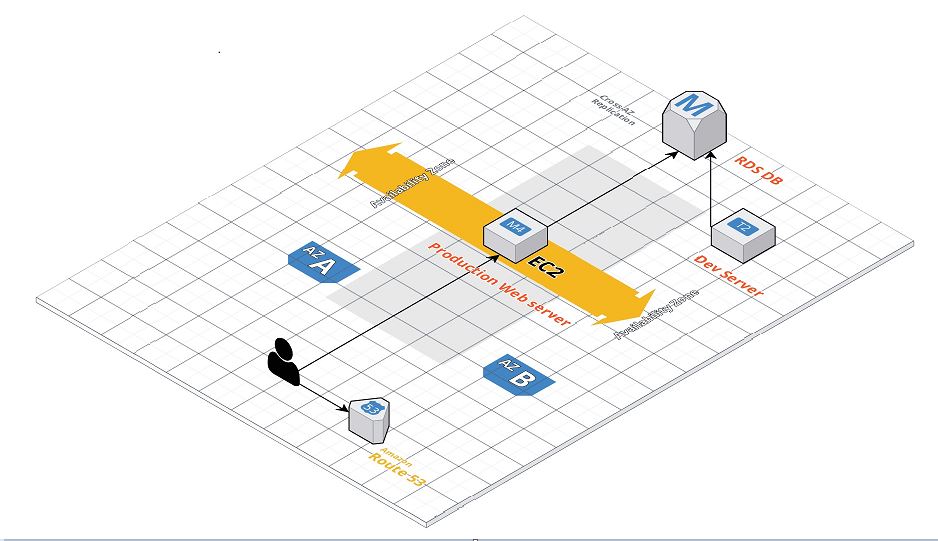 Cross-AZ
Replication
M
RDS DB
Availability Zone
M4
T2
EC2
Dev Server
Production Web server
AZ
A
Availability Zone
AZ
B
53
Amazon
Route 53